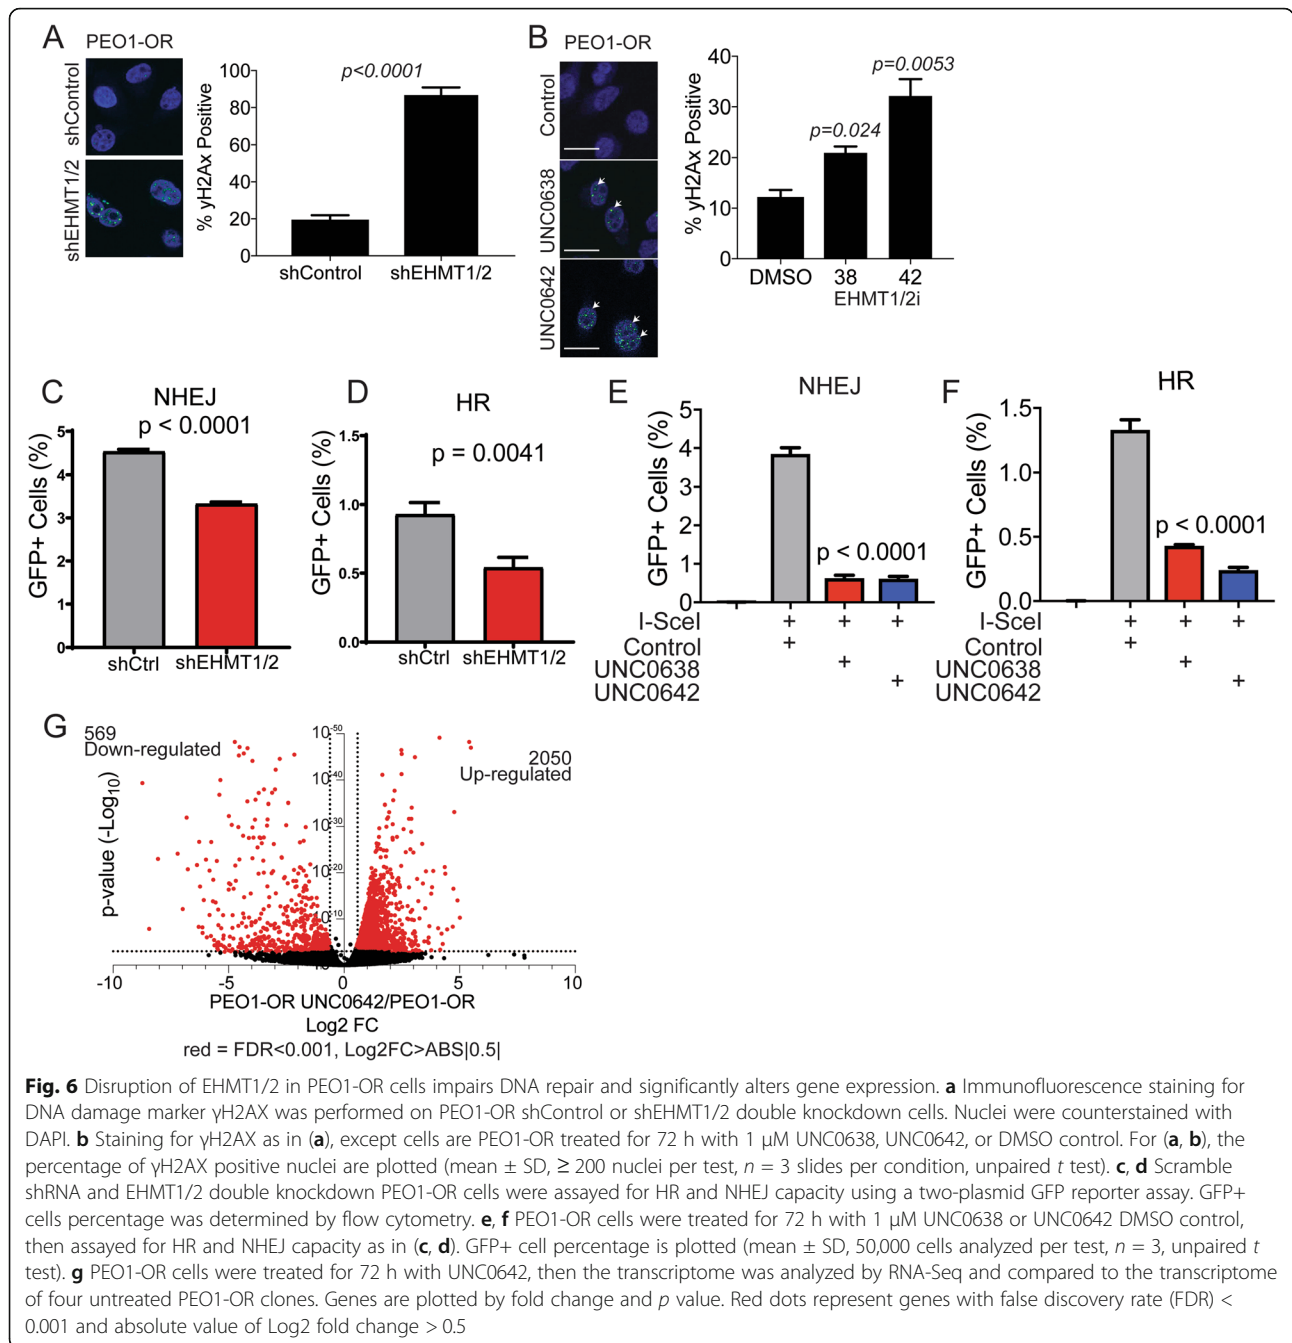 A
PEO1-OR
shControl
shEHMT1/2
% yH2Ax Positive
100
80
60
40
20
0
p<0.0001
shControl
shEHMT1/2
B
PEO1-OR
Control
UNC0638
UNC0642
% yH2Ax Positive
40
30
20
10
0
p=0.024
p=0.0053
DMSO
38
42
EHMT1/2i
C
NHEJ
p < 0.0001
GFP+ Cells (%)
5
4
3
2
1
0
shCtrl
shEHMT1/2
D
HR
p = 0.0041
GFP+ Cells (%)
1.5
1.0
0.5
0.0
shCtrl
shEHMT1/2
E
NHEJ
GFP+ Cells (%)
5
4
3
2
1
0
p < 0.0001
I-SceI + + +
Control +
UNC0638 +
UNC0642 +
F
HR
GFP+ Cells (%)
1.5
1.0
0.5
0.0
p < 0.0001
I-SceI + + +
Control +
UNC0638 +
UNC0642 +
G
569
Down-regulated
2050
Up-regulated
p-value (-Log10)
10-50
10-40
10-30
10-20
10-10
-10 -5 0 5 10
PEO1-OR UNC0642/PEO1-OR
Log2 FC
red = FDR<0.001, Log2FC>ABS|0.5|
Fig. 6 Disruption of EHMT1/2 in PEO1-OR cells impairs DNA repair and significantly alters gene expression. a Immunofluorescence staining for
DNA damage marker γH2AX was performed on PEO1-OR shControl or shEHMT1/2 double knockdown cells. Nuclei were counterstained with
DAPI. b Staining for γH2AX as in (a), except cells are PEO1-OR treated for 72 h with 1 μM UNC0638, UNC0642, or DMSO control. For (a, b), the
percentage of γH2AX positive nuclei are plotted (mean ± SD, ≥ 200 nuclei per test, n = 3 slides per condition, unpaired t test). c, d Scramble
shRNA and EHMT1/2 double knockdown PEO1-OR cells were assayed for HR and NHEJ capacity using a two-plasmid GFP reporter assay. GFP+
cells percentage was determined by flow cytometry. e, f PEO1-OR cells were treated for 72 h with 1 μM UNC0638 or UNC0642 DMSO control,
then assayed for HR and NHEJ capacity as in (c, d). GFP+ cell percentage is plotted (mean ± SD, 50,000 cells analyzed per test, n = 3, unpaired t
test). g PEO1-OR cells were treated for 72 h with UNC0642, then the transcriptome was analyzed by RNA-Seq and compared to the transcriptome
of four untreated PEO1-OR clones. Genes are plotted by fold change and p value. Red dots represent genes with false discovery rate (FDR) <
0.001 and absolute value of Log2 fold change > 0.5